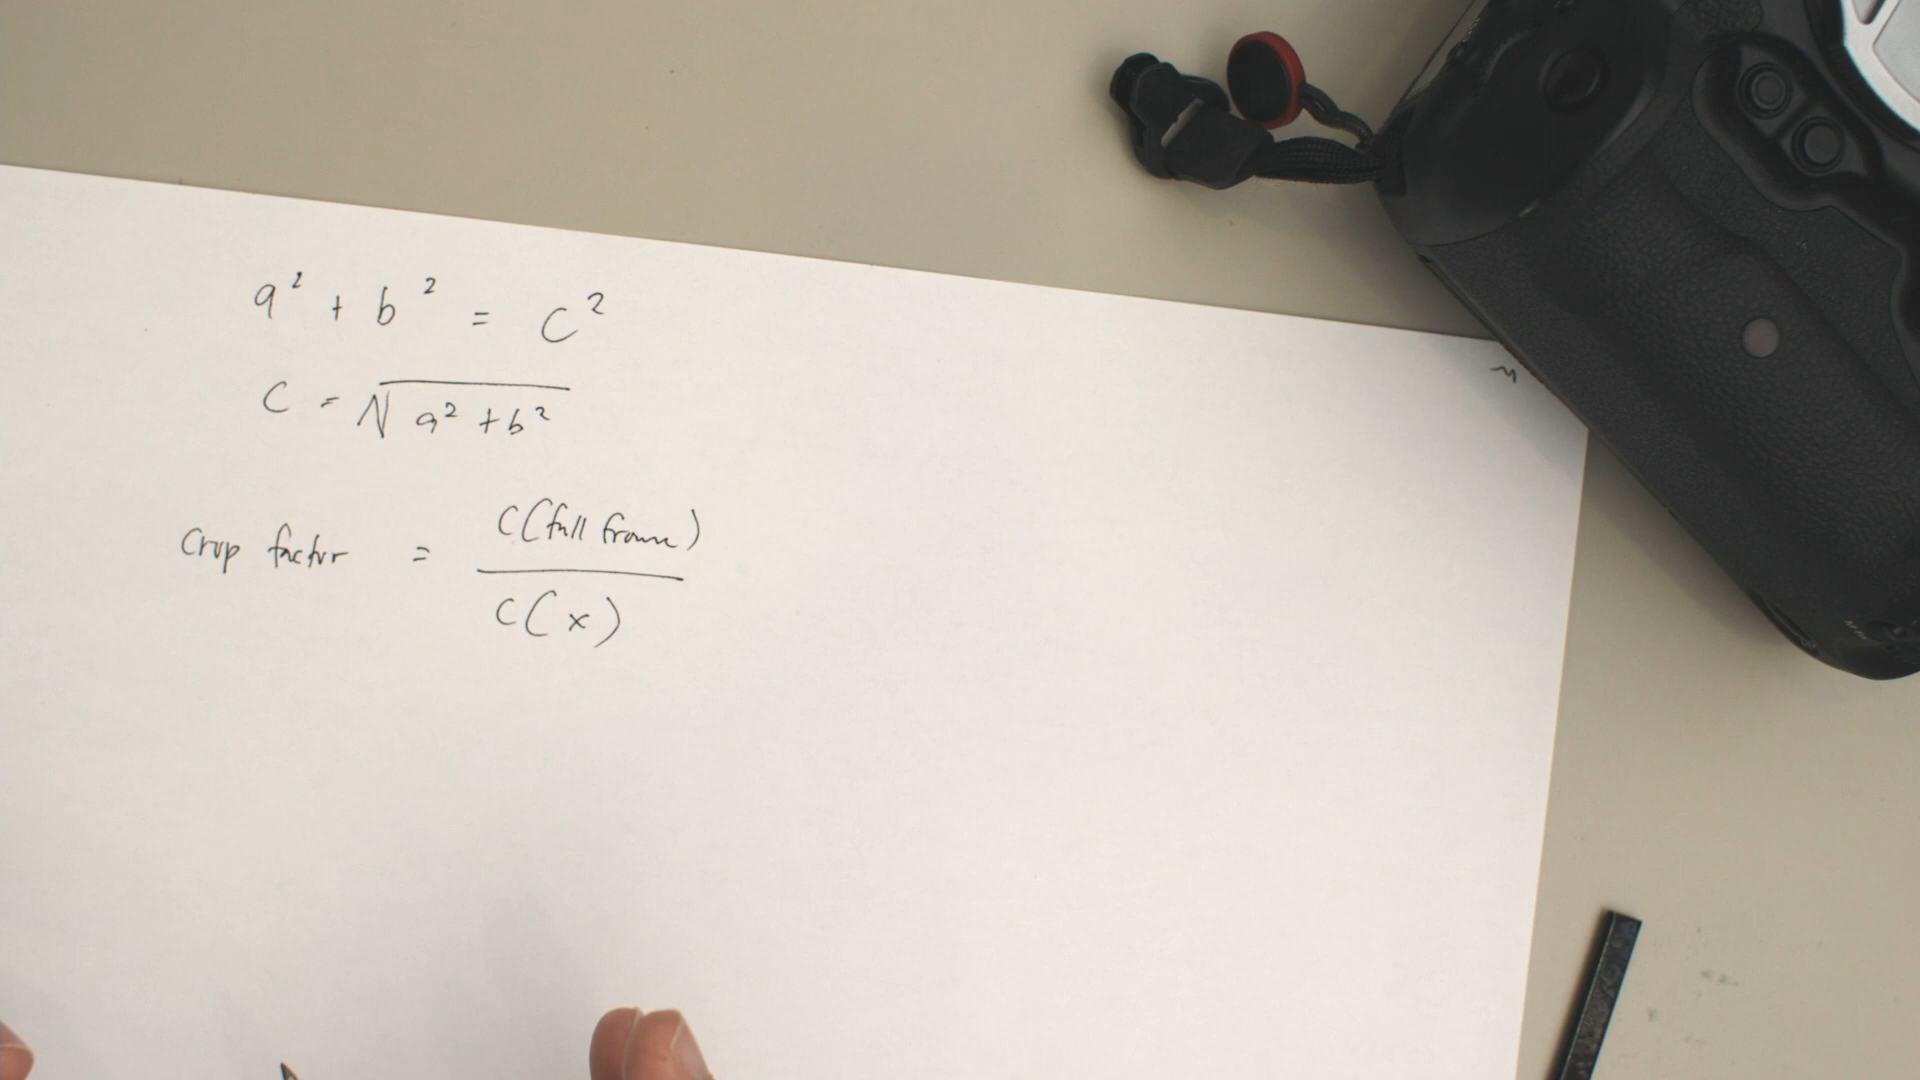 a² + b² = c²
c = √a² + b²
Crop factor = C(full frame)
C(x)